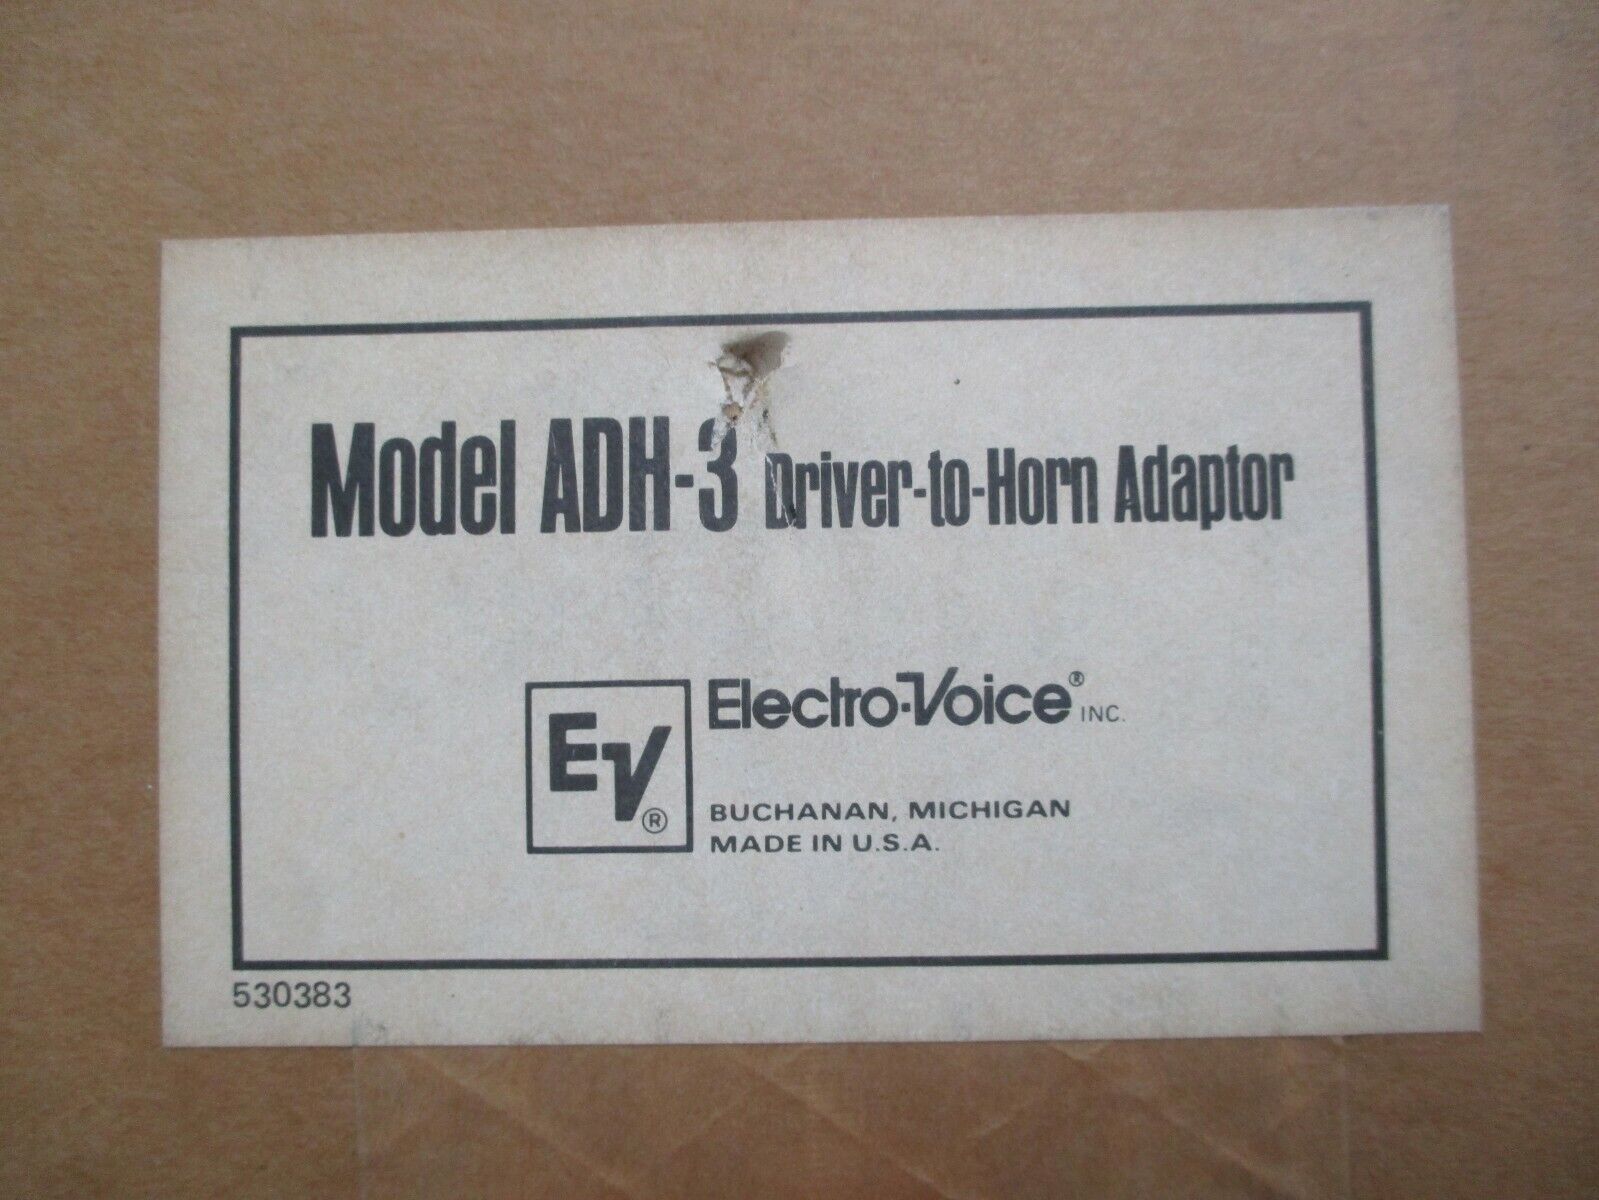 Model ADH-3 Driver-to-Horn Adaptor
EV®
Electro-Voice® INC.
BUCHANAN, MICHIGAN
MADE IN U.S.A.
530383